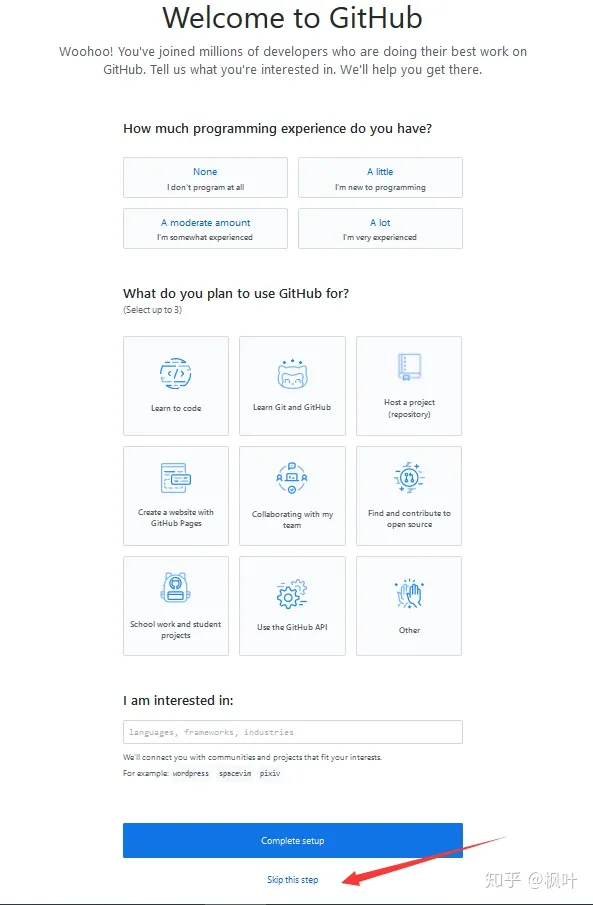 Welcome to GitHub
Woohoo! You've joined millions of developers who are doing their best work on
GitHub. Tell us what you're interested in. We'll help you get there.
How much programming experience do you have?
None
I don't program at all
A little
I'm new to programming
A moderate amount
I'm somewhat experienced
A lot
I'm very experienced
What do you plan to use GitHub for?
(Select up to 3)
Learn to code
Learn Git and GitHub
Host a project
(repository)
Create a website with
GitHub Pages
Collaborating with my
team
Find and contribute to
open source
School work and student
projects
Use the GitHub API
Other
I am interested in:
languages, frameworks, industries
We'll connect you with communities and projects that fit your interests.
For example: wordpress spacevim pixiv
Complete setup
Skip this step
知乎 @枫叶